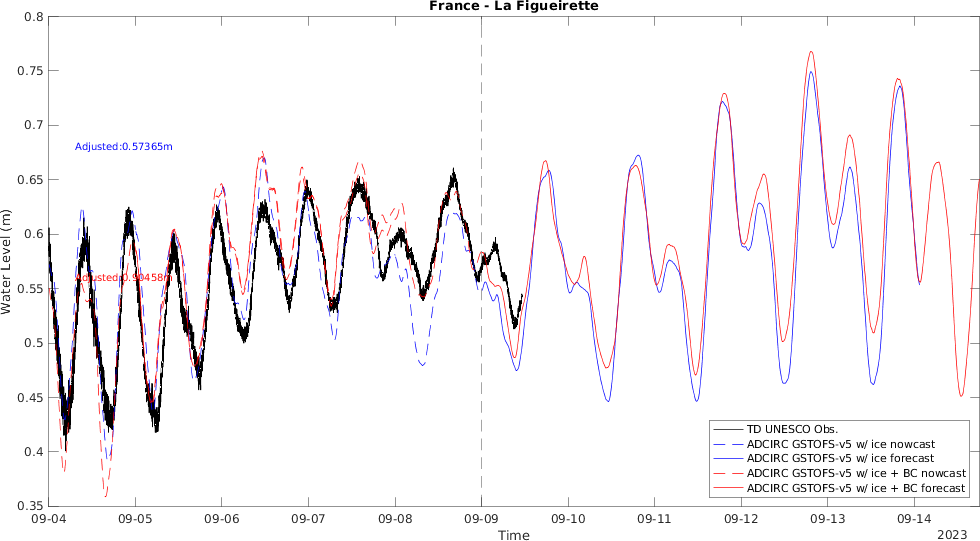 France - La Figueirette
0.8
0.75
0.7
0.65
0.6
0.55
0.5
0.45
0.4
0.35
Water Level (m)
Adjusted:0.57365m
Adjusted:0.90458m
TD UNESCO Obs.
ADCIRC GSTOFS-v5 w/ ice nowcast
ADCIRC GSTOFS-v5 w/ ice forecast
ADCIRC GSTOFS-v5 w/ ice + BC nowcast
ADCIRC GSTOFS-v5 w/ ice + BC forecast
09-04 09-05 09-06 09-07 09-08 09-09 09-10 09-11 09-12 09-13 09-14
Time
2023